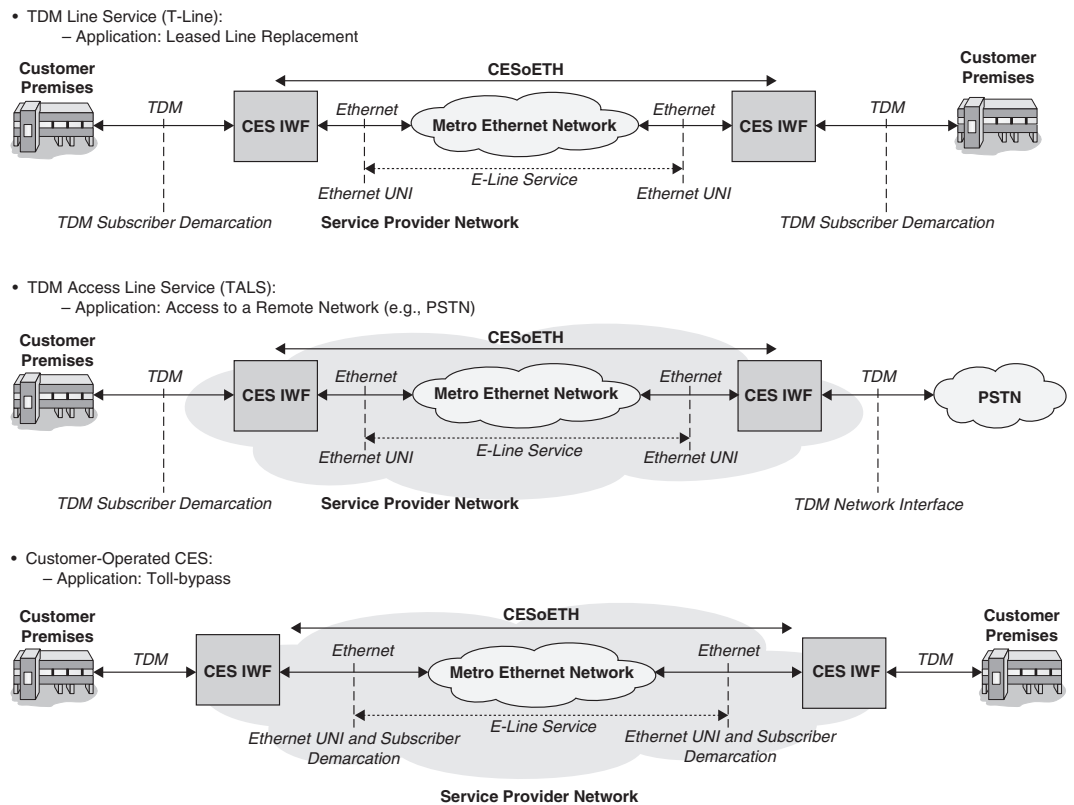 • TDM Line Service (T-Line):
– Application: Leased Line Replacement
Customer
Premises
TDM
CES IWF
CESoETH
Ethernet
Metro Ethernet Network
Ethernet
CES IWF
TDM
Customer
Premises
E-Line Service
Ethernet UNI
Ethernet UNI
TDM Subscriber Demarcation
Service Provider Network
TDM Subscriber Demarcation
• TDM Access Line Service (TALS):
– Application: Access to a Remote Network (e.g., PSTN)
Customer
Premises
TDM
CES IWF
CESoETH
Ethernet
Metro Ethernet Network
Ethernet
CES IWF
TDM
PSTN
E-Line Service
Ethernet UNI
Ethernet UNI
TDM Subscriber Demarcation
Service Provider Network
TDM Network Interface
• Customer-Operated CES:
– Application: Toll-bypass
Customer
Premises
TDM
CES IWF
CESoETH
Ethernet
Metro Ethernet Network
Ethernet
CES IWF
TDM
Customer
Premises
E-Line Service
Ethernet UNI and Subscriber
Demarcation
Ethernet UNI and Subscriber
Demarcation
Service Provider Network